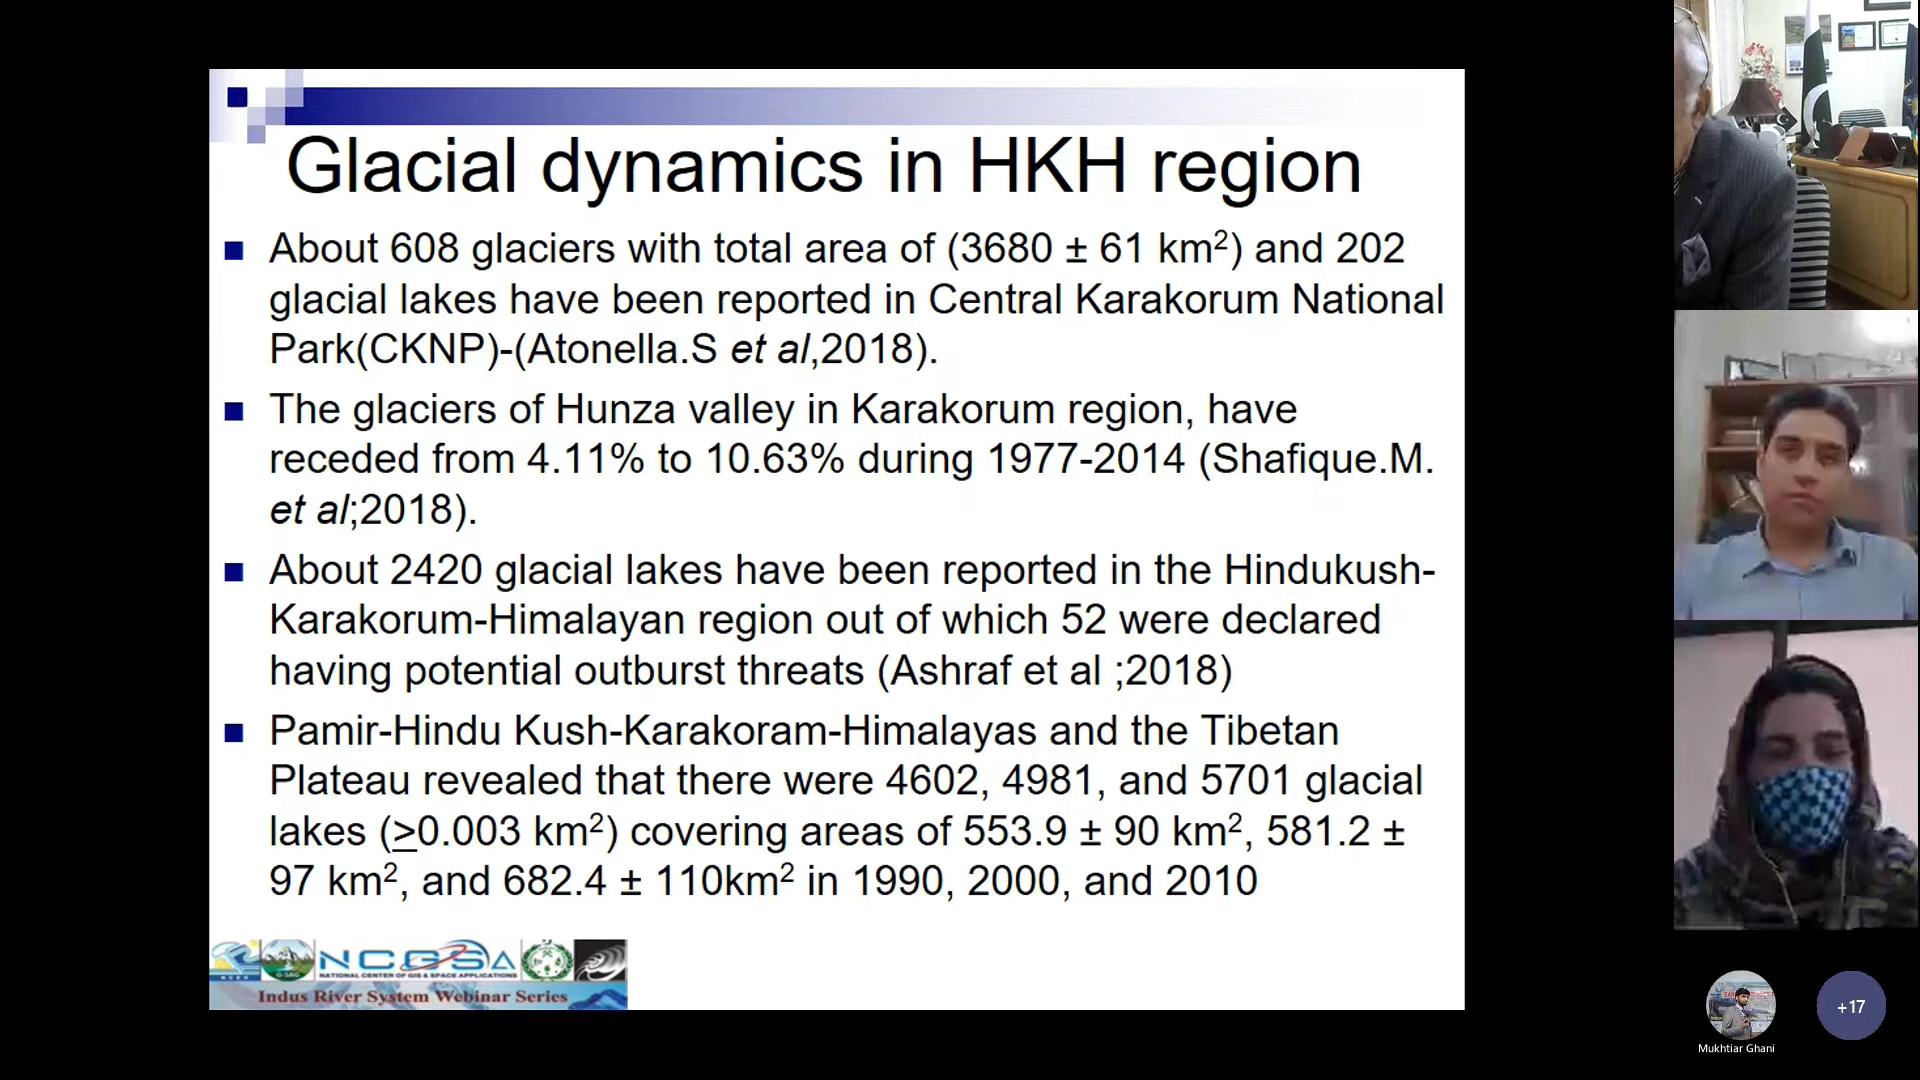 Glacial dynamics in HKH region
About 608 glaciers with total area of (3680 ± 61 km²) and 202
glacial lakes have been reported in Central Karakorum National
Park(CKNP)-(Atonella.S et al,2018).
The glaciers of Hunza valley in Karakorum region, have
receded from 4.11% to 10.63% during 1977-2014 (Shafique.M.
et al;2018).
About 2420 glacial lakes have been reported in the Hindukush-
Karakorum-Himalayan region out of which 52 were declared
having potential outburst threats (Ashraf et al ;2018)
Pamir-Hindu Kush-Karakoram-Himalayas and the Tibetan
Plateau revealed that there were 4602, 4981, and 5701 glacial
lakes (≥0.003 km²) covering areas of 553.9 ± 90 km², 581.2 ±
97 km², and 682.4 ± 110km² in 1990, 2000, and 2010
G-SAG
NCGSA
NATIONAL CENTER OF GIS & SPACE APPLICATIONS
Indus River System Webinar Series
+17
Mukhtiar Ghani